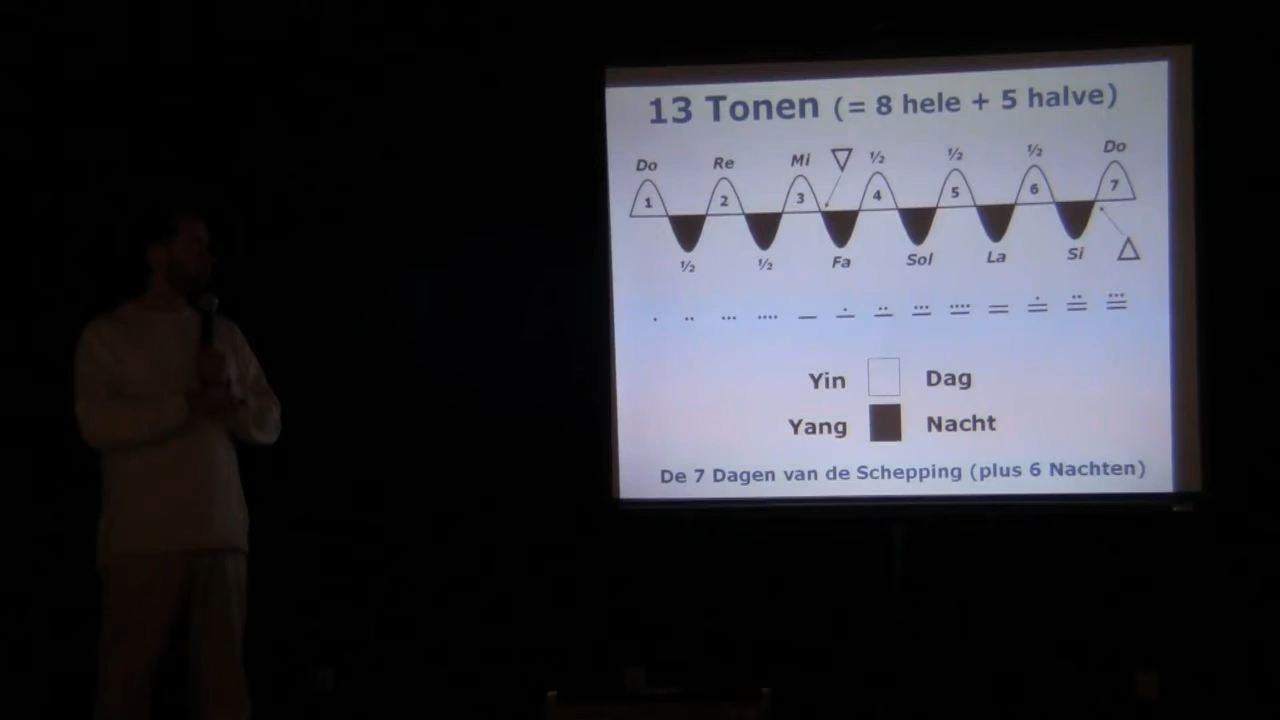 13 Tonen (= 8 hele + 5 halve)
Do Re Mi ½ ½ ½ Do
1 2 3 4 5 6 7
½ ½ Fa Sol La Si
Yin Dag
Yang Nacht
De 7 Dagen van de Schepping (plus 6 Nachten)